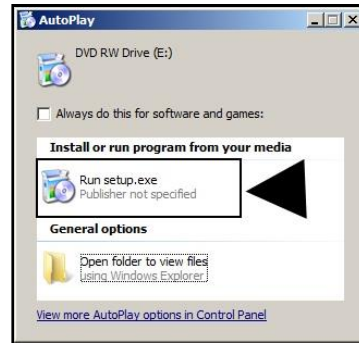 AutoPlay
DVD RW Drive (E:)
Always do this for software and games:
Install or run program from your media
Run setup.exe
Publisher not specified
General options
Open folder to view files
using Windows Explorer
View more AutoPlay options in Control Panel